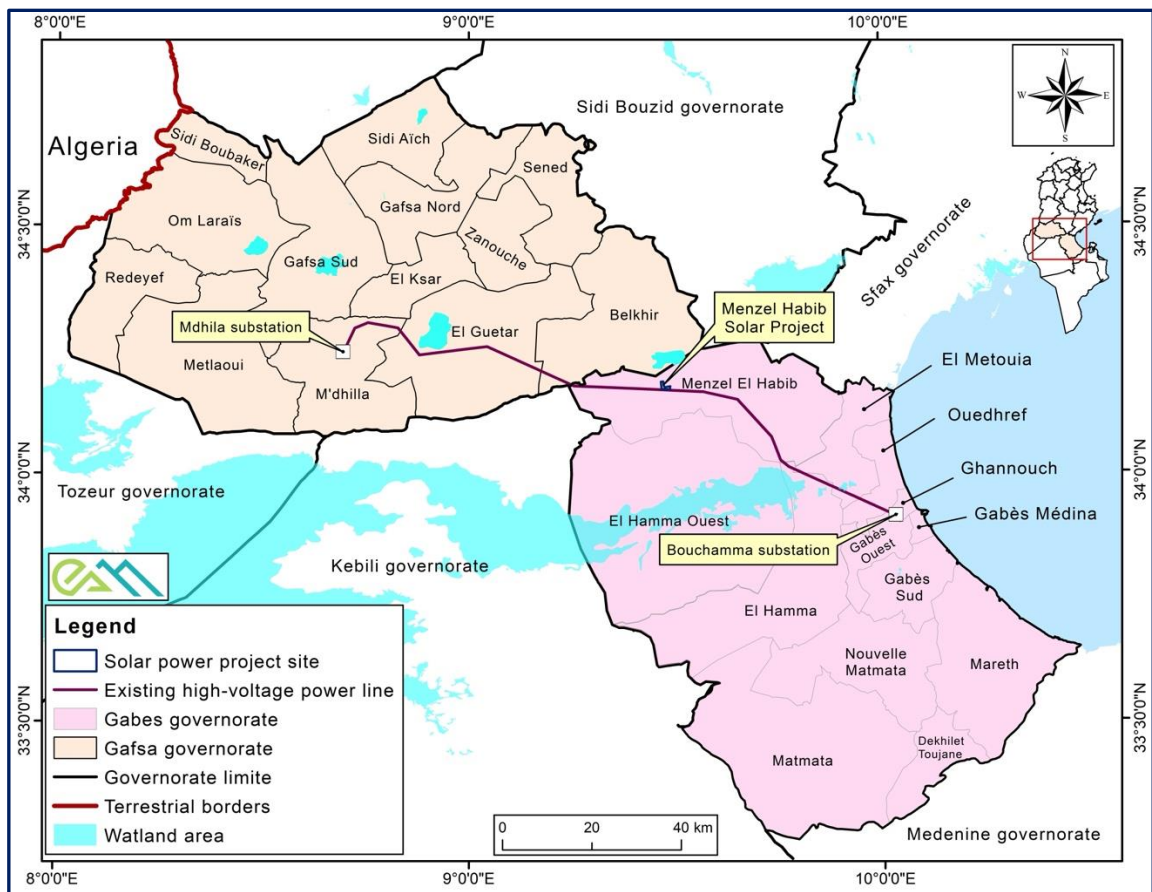 8°0'0"E
9°0'0"E
10°0'0"E
34°30'0"N
34°0'0"N
33°30'0"N
34°30'0"N
34°0'0"N
33°30'0"N
N
W
E
S
Algeria
Sidi Bouzid governorate
Sfax governorate
Sidi Boubaker
Sidi Aïch
Sened
Om Laraïs
Gafsa Nord
Zanouche
Gafsa Sud
Redeyef
El Ksar
Mdhila substation
El Guetar
Belkhir
Menzel Habib
Solar Project
Metlaoui
M'dhilla
Menzel El Habib
El Metouia
Ouedhref
Ghannouch
Gabès Médina
Tozeur governorate
Kebili governorate
El Hamma Ouest
Bouchamma substation
Gabès
Ouest
Gabès
Sud
El Hamma
Nouvelle
Matmata
Mareth
Matmata
Dekhilet
Toujane
Medenine governorate
eam
Legend
Solar power project site
Existing high-voltage power line
Gabes governorate
Gafsa governorate
Governorate limite
Terrestrial borders
Watland area
0
20
40 km
8°0'0"E
9°0'0"E
10°0'0"E